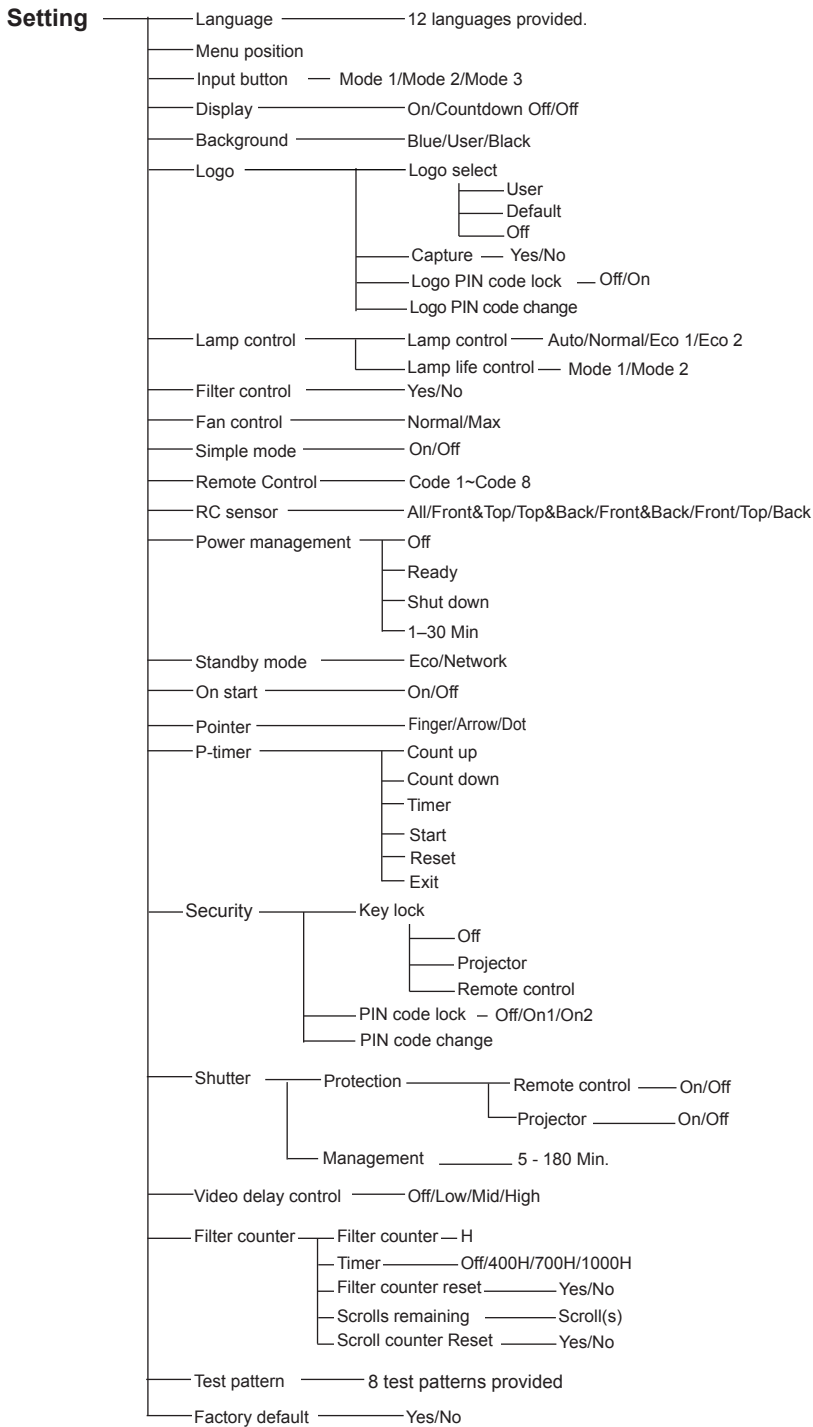 Setting Language 12 languages provided.
Menu position
Input button Mode 1/Mode 2/Mode 3
Display On/Countdown Off/Off
Background Blue/User/Black
Logo Logo select
User
Default
Off
Capture Yes/No
Logo PIN code lock Off/On
Logo PIN code change
Lamp control Lamp control Auto/Normal/Eco 1/Eco 2
Lamp life control Mode 1/Mode 2
Filter control Yes/No
Fan control Normal/Max
Simple mode On/Off
Remote Control Code 1~Code 8
RC sensor All/Front&Top/Top&Back/Front&Back/Front/Top/Back
Power management Off
Ready
Shut down
1–30 Min
Standby mode Eco/Network
On start On/Off
Pointer Finger/Arrow/Dot
P-timer Count up
Count down
Timer
Start
Reset
Exit
Security Key lock
Off
Projector
Remote control
PIN code lock Off/On1/On2
PIN code change
Shutter Protection Remote control On/Off
Projector On/Off
Management 5 - 180 Min.
Video delay control Off/Low/Mid/High
Filter counter Filter counter H
Timer Off/400H/700H/1000H
Filter counter reset Yes/No
Scrolls remaining Scroll(s)
Scroll counter Reset Yes/No
Test pattern 8 test patterns provided
Factory default Yes/No